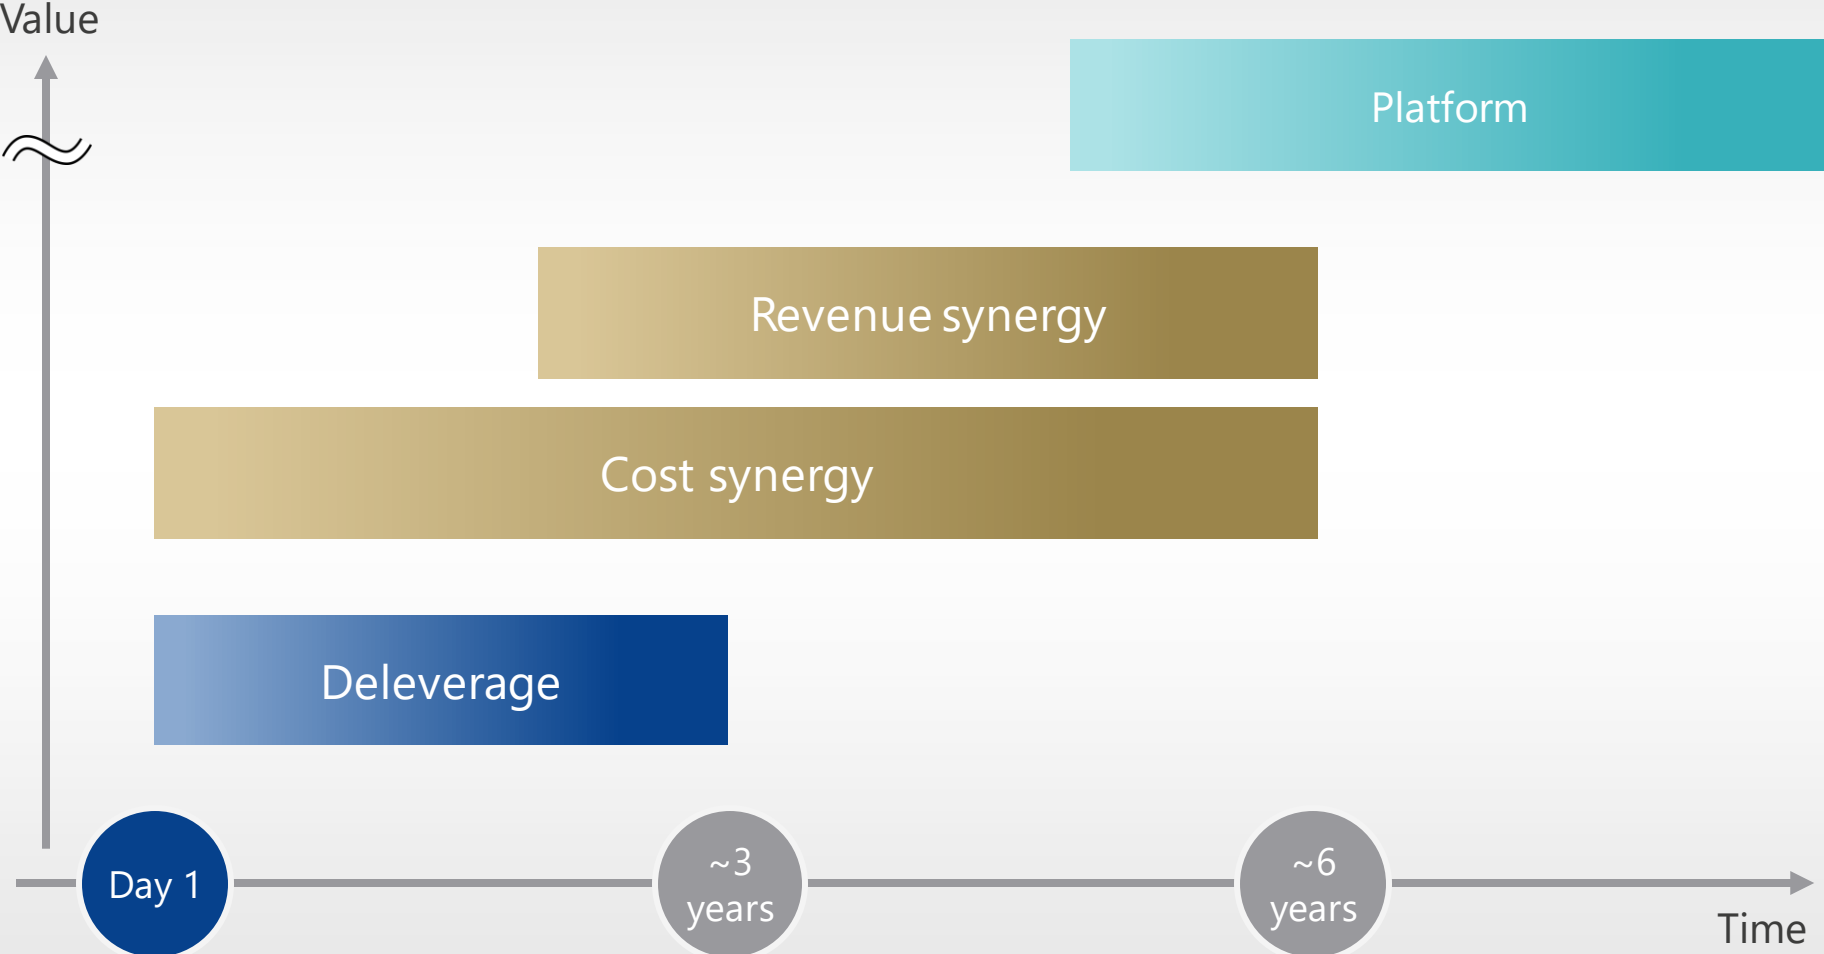 Value
Platform
Revenue synergy
Cost synergy
Deleverage
Day 1
~3
years
~6
years
Time